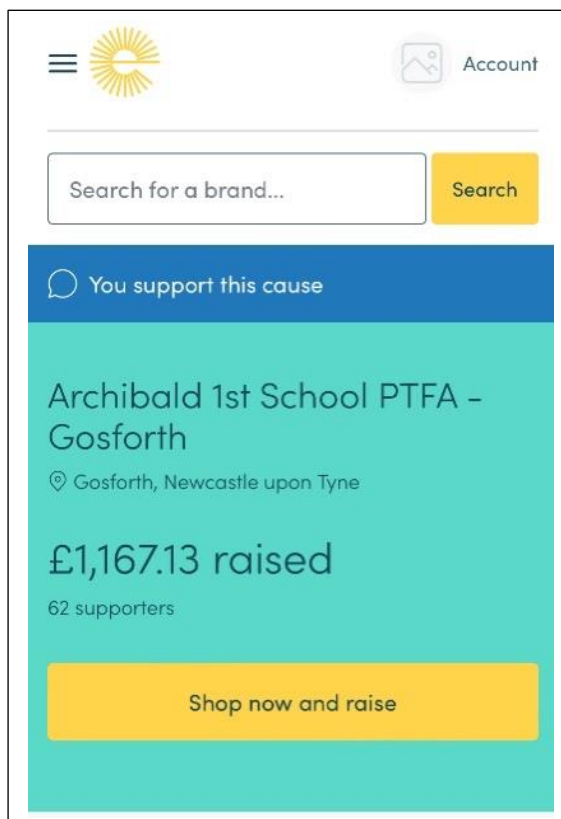 Account
Search for a brand...
Search
You support this cause
Archibald 1st School PTFA -
Gosforth
Gosforth, Newcastle upon Tyne
£1,167.13 raised
62 supporters
Shop now and raise